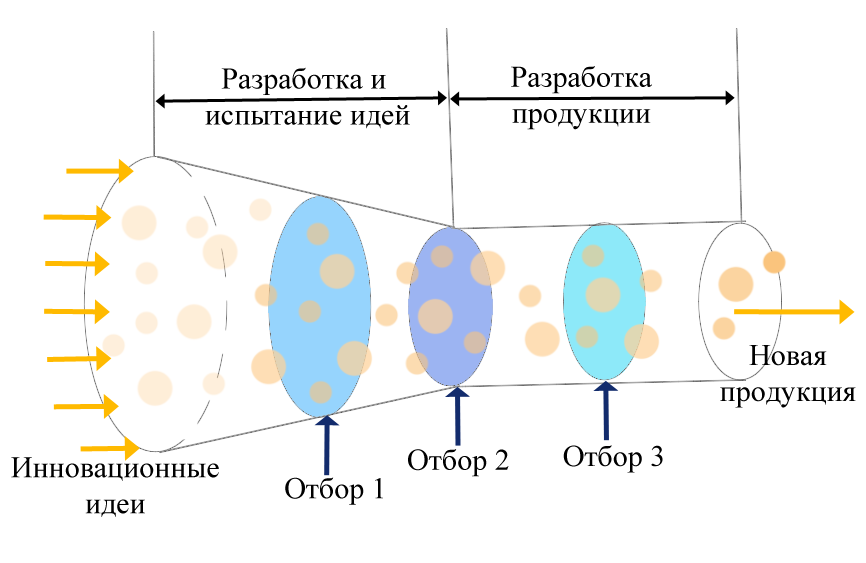 Разработка и
испытание идей
Разработка
продукции
Инновационные
идеи
Отбор 1
Отбор 2
Отбор 3
Новая
продукция